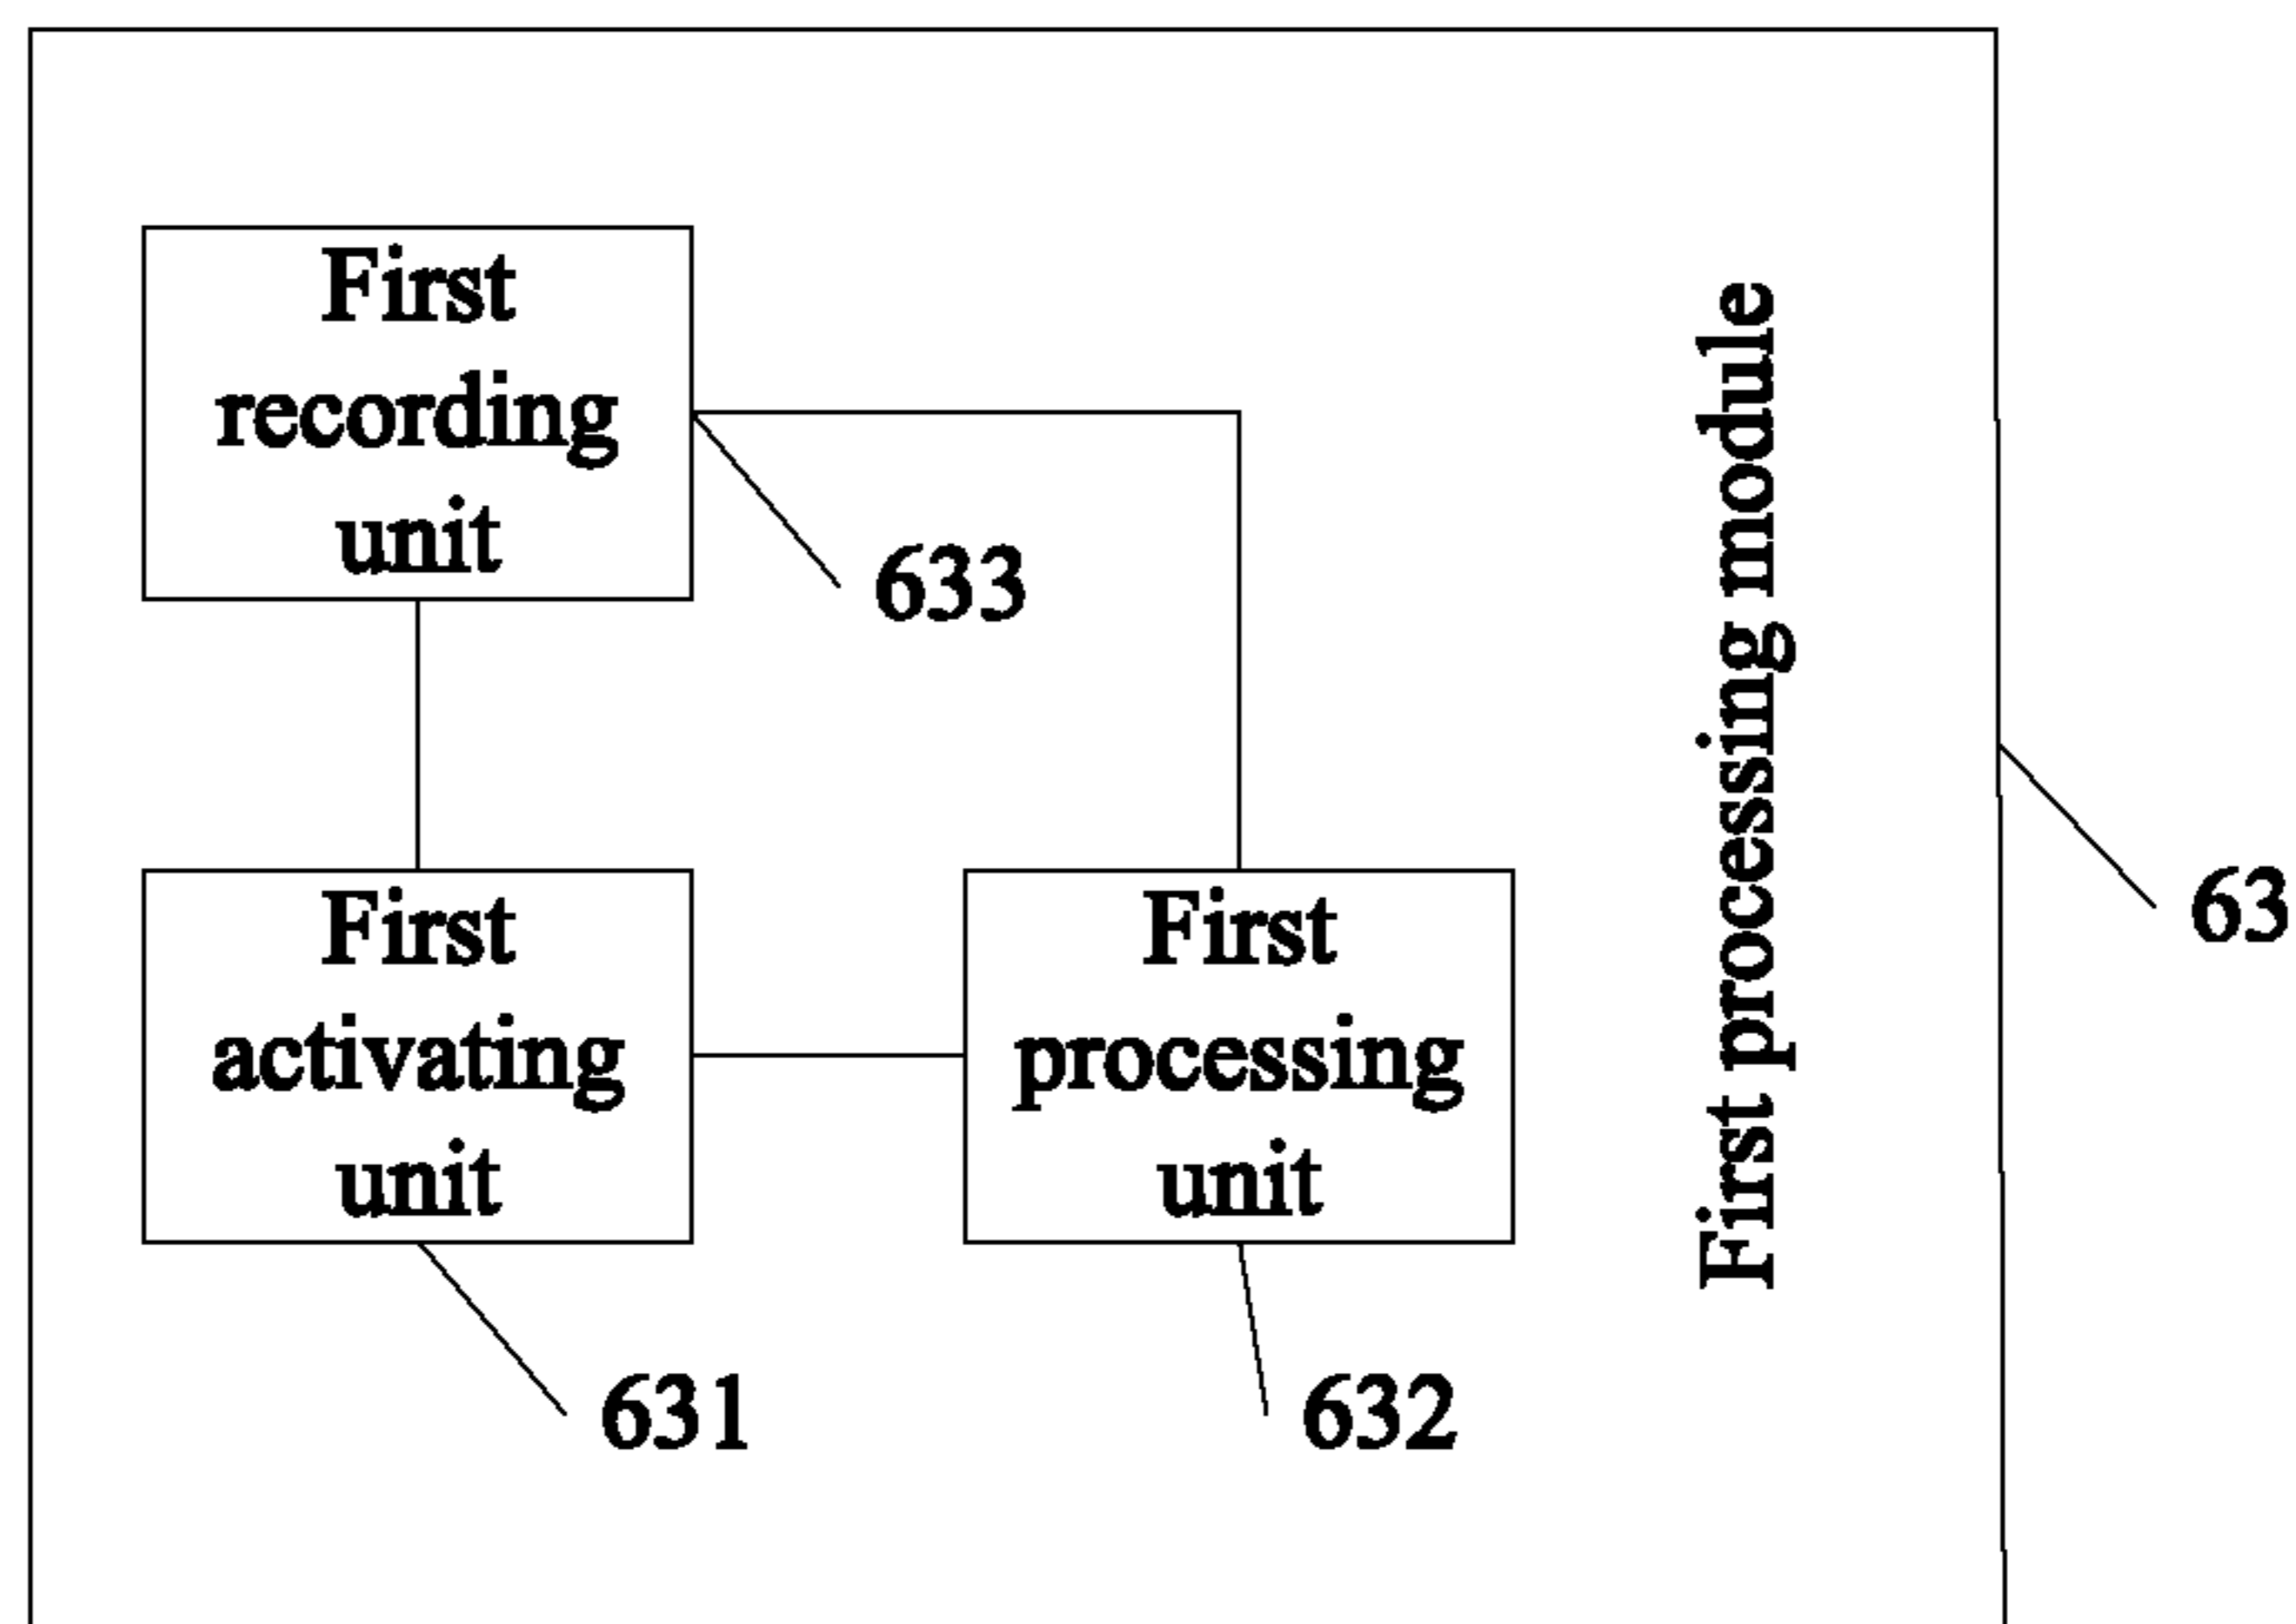 First
recording
unit
633
First
activating
unit
631
First
processing
unit
632
First processing module
63